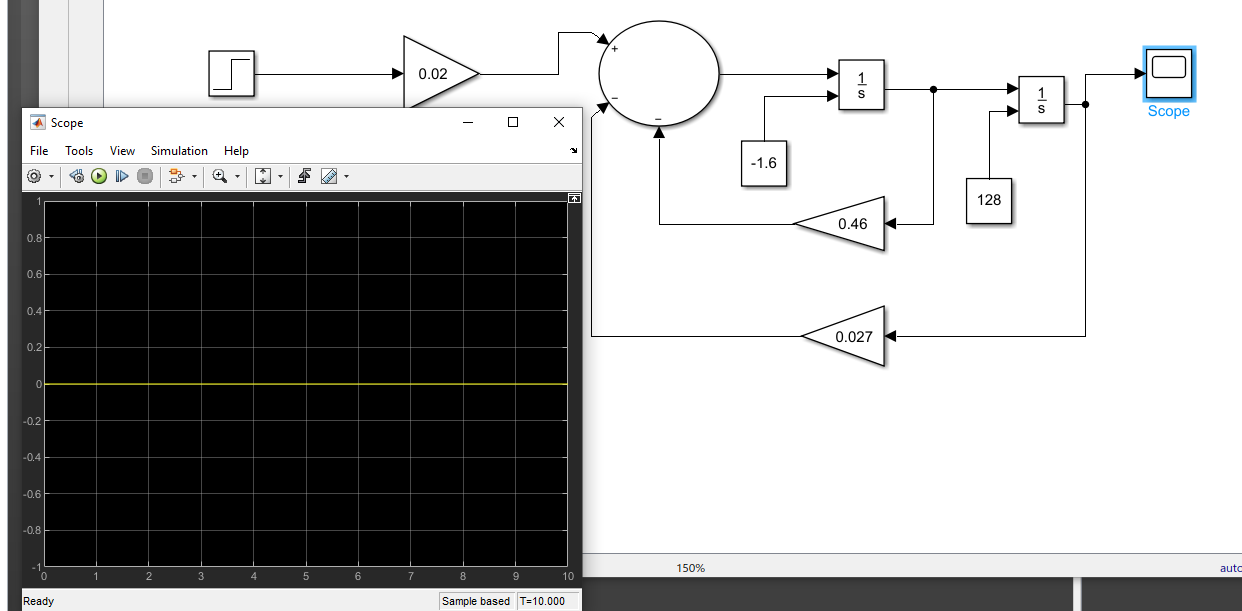 0.02
+
−
−
1
s
1
s
Scope
-1.6
128
0.46
0.027
Scope
File Tools View Simulation Help
1
0.8
0.6
0.4
0.2
0
-0.2
-0.4
-0.6
-0.8
-1
0 1 2 3 4 5 6 7 8 9 10
Ready Sample based T=10.000
150% auto